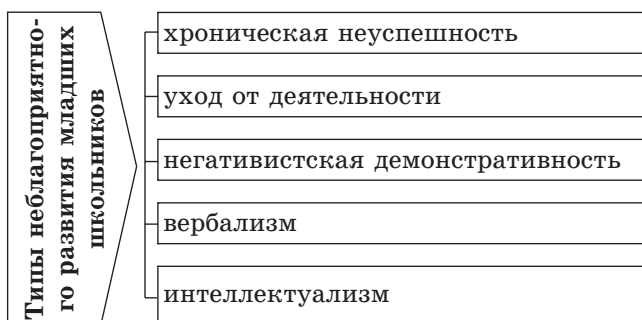 Типы неблагоприятно-
го развития младших
школьников
хроническая неуспешность
уход от деятельности
негативистская демонстративность
вербализм
интеллектуализм